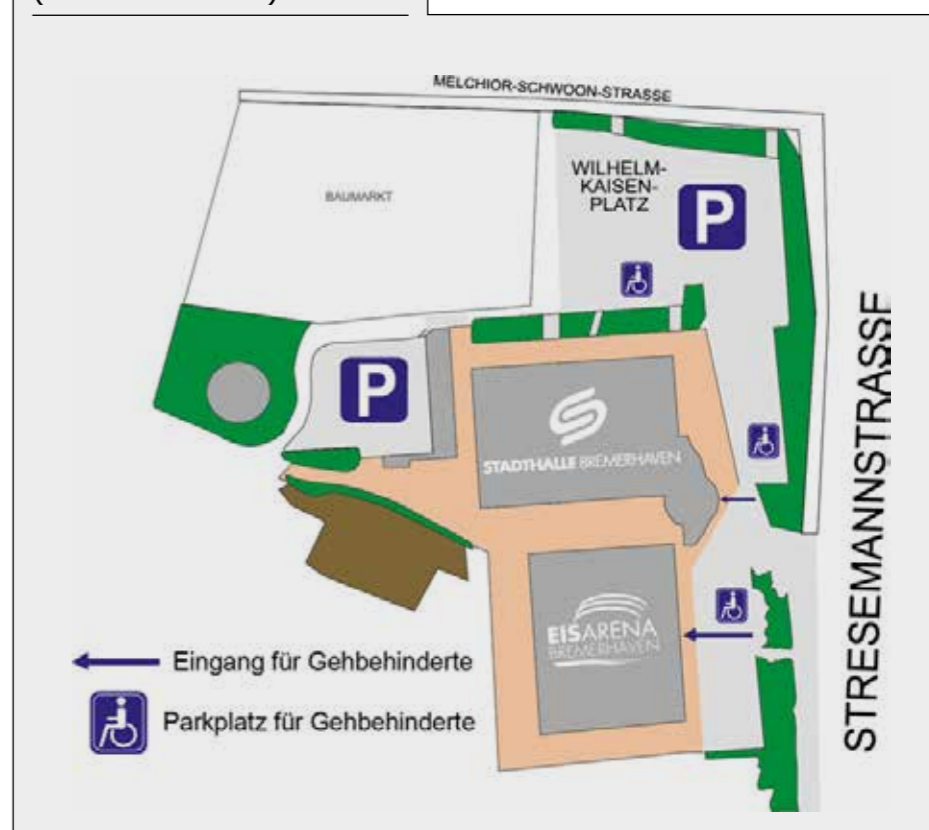 MELCHIOR-SCHWOON-STRASSE
WILHELM-
KAISEN-
PLATZ
P
BAUMARKT
P
STADTHALLE BREMERHAVEN
STRESEMANNSTRASSE
EISARENA
BREMERHAVEN
Eingang für Gehbehinderte
Parkplatz für Gehbehinderte